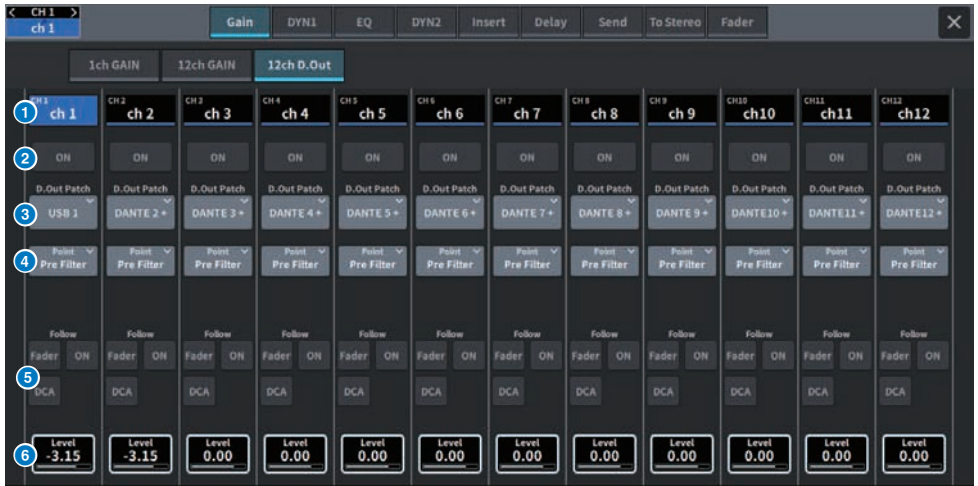 < CH 1 >
ch 1
Gain DYN1 EQ DYN2 Insert Delay Send To Stereo Fader ×
1ch GAIN 12ch GAIN 12ch D.Out
CH 1 CH 2 CH 3 CH 4 CH 5 CH 6 CH 7 CH 8 CH 9 CH10 CH11 CH12
1 ch 1 ch 2 ch 3 ch 4 ch 5 ch 6 ch 7 ch 8 ch 9 ch10 ch11 ch12
2 ON ON ON ON ON ON ON ON ON ON ON ON
D.Out Patch D.Out Patch D.Out Patch D.Out Patch D.Out Patch D.Out Patch D.Out Patch D.Out Patch D.Out Patch D.Out Patch D.Out Patch D.Out Patch
3 USB 1 DANTE 2 + DANTE 3 + DANTE 4 + DANTE 5 + DANTE 6 + DANTE 7 + DANTE 8 + DANTE 9 + DANTE10 + DANTE11 + DANTE12 +
Point Point Point Point Point Point Point Point Point Point Point Point
4 Pre Filter Pre Filter Pre Filter Pre Filter Pre Filter Pre Filter Pre Filter Pre Filter Pre Filter Pre Filter Pre Filter Pre Filter
Follow Follow Follow Follow Follow Follow Follow Follow Follow Follow Follow Follow
Fader ON Fader ON Fader ON Fader ON Fader ON Fader ON Fader ON Fader ON Fader ON Fader ON Fader ON Fader ON
5
DCA DCA DCA DCA DCA DCA DCA DCA DCA DCA DCA DCA
Level Level Level Level Level Level Level Level Level Level Level Level
6 -3.15 -3.15 0.00 0.00 0.00 0.00 0.00 0.00 0.00 0.00 0.00 0.00